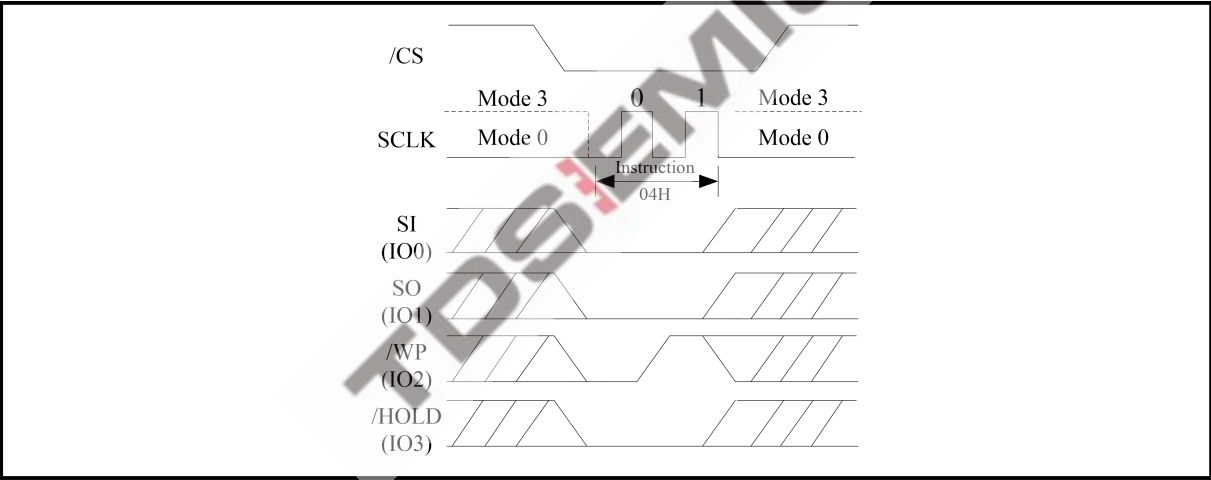 /CS
Mode 3 0 1 Mode 3
SCLK Mode 0 Mode 0
Instruction
04H
SI
(IO0)
SO
(IO1)
/WP
(IO2)
/HOLD
(IO3)